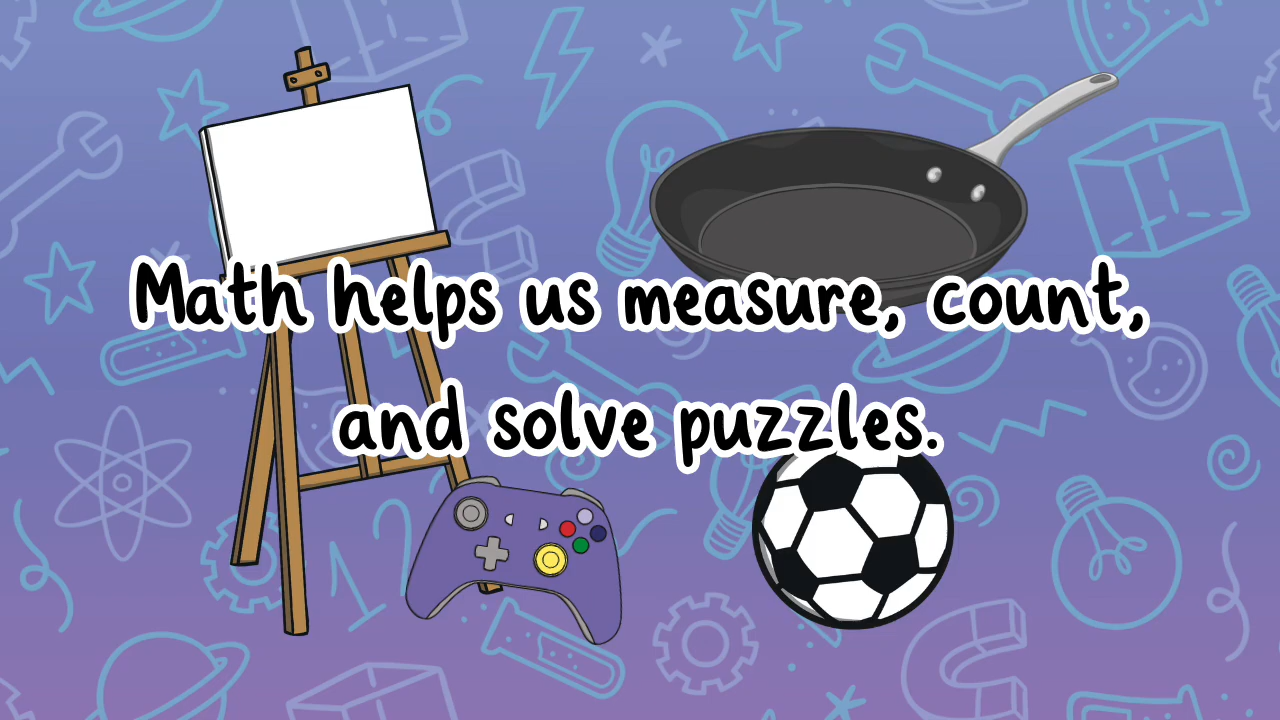 Math helps us measure, count,
and solve puzzles.